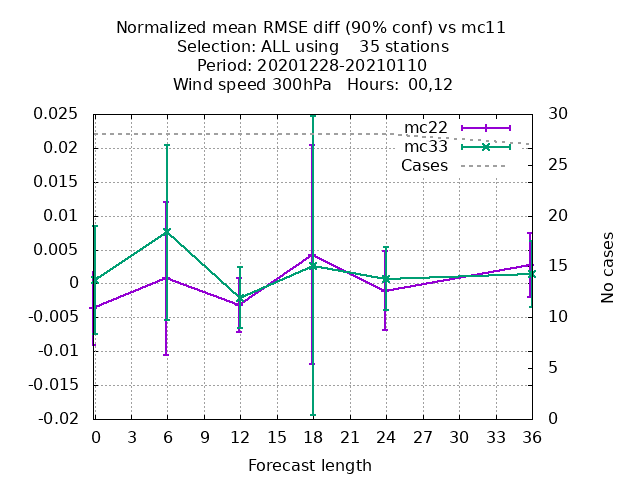 Normalized mean RMSE diff (90% conf) vs mc11
Selection: ALL using    35 stations
Period: 20201228-20210110
Wind speed 300hPa   Hours:  00,12
mc22
mc33
Cases
0.025
0.02
0.015
0.01
0.005
0
-0.005
-0.01
-0.015
-0.02
30
25
20
15
10
5
0
No cases
0 3 6 9 12 15 18 21 24 27 30 33 36
Forecast length